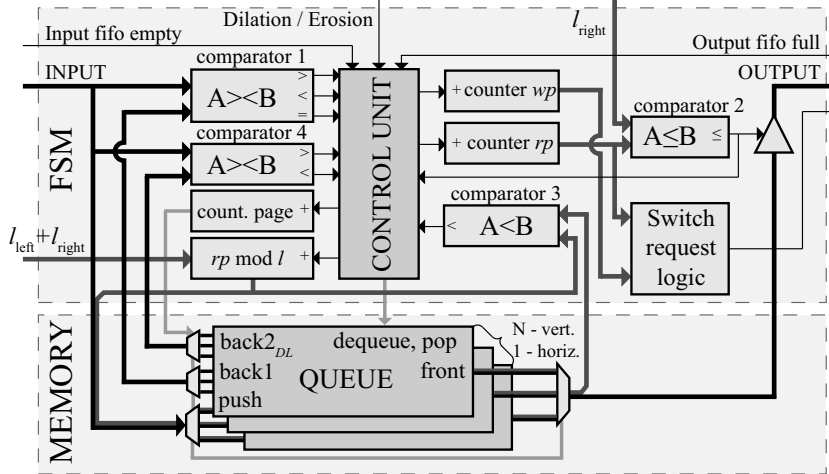 Dilation / Erosion
l_right
Input fifo empty
Output fifo full
INPUT
OUTPUT
comparator 1
A><B
>
<
=
CONTROL UNIT
+ counter wp
comparator 2
A≤B ≤
FSM
comparator 4
A><B
>
<
+ counter rp
count. page +
comparator 3
< A<B
Switch
request
logic
l_left+l_right
rp mod l +
MEMORY
N - vert.
1 - horiz.
back2_DL
dequeue, pop
back1
QUEUE
front
push